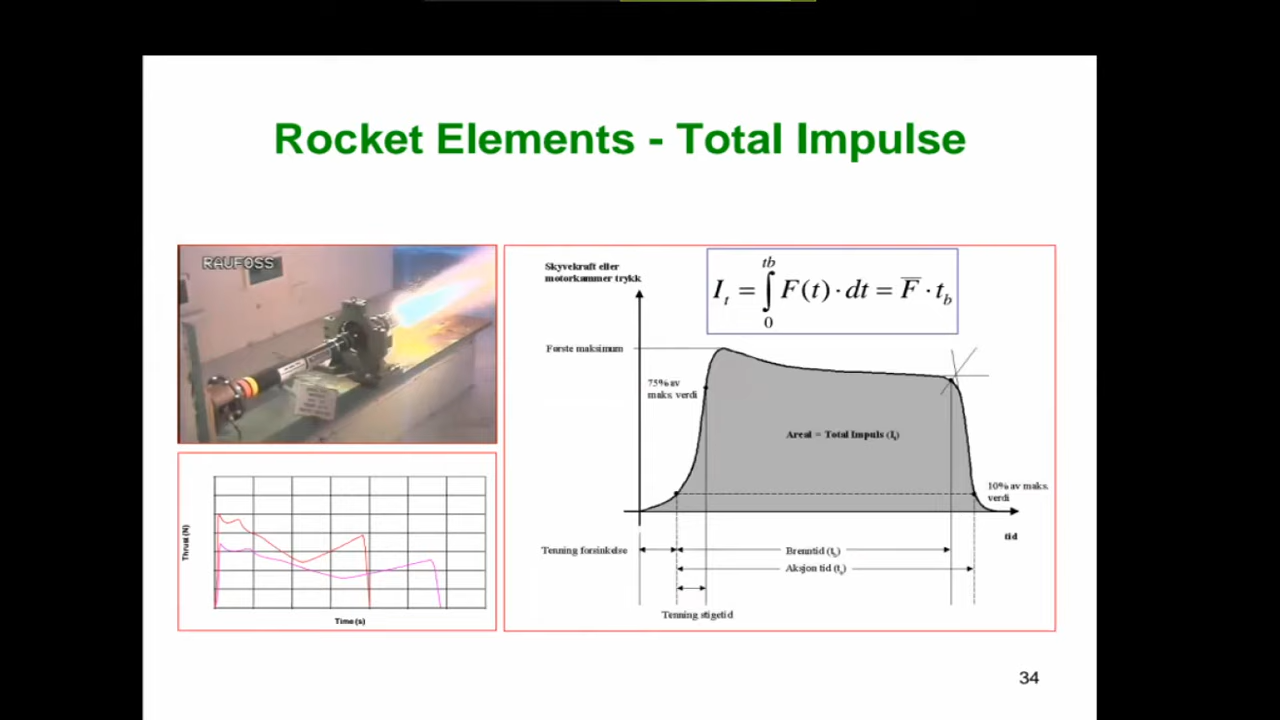 Rocket Elements - Total Impulse
RAUFOSS
Skyvekraft eller
motorkammer trykk
tb
I_t = ∫ F(t) · dt = F̅ · t_b
0
Første maksimum
75% av
maks. verdi
Areal = Total Impuls (I_t)
10% av maks.
verdi
tid
Tenning forsinkelse
Brenntid (t_b)
Aksjon tid (t_a)
Tenning stigetid
Thrust (N)
Time (s)
34